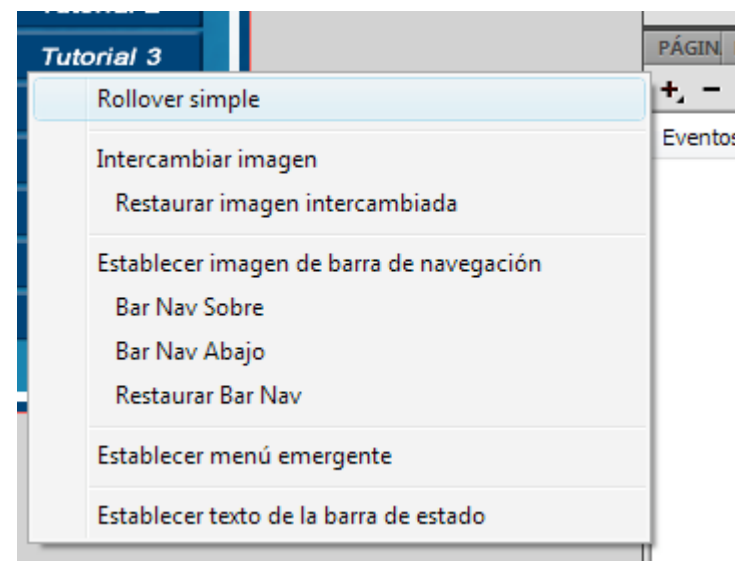 Tutorial 3
PÁGIN
Rollover simple
+, −
Eventos
Intercambiar imagen
Restaurar imagen intercambiada
Establecer imagen de barra de navegación
Bar Nav Sobre
Bar Nav Abajo
Restaurar Bar Nav
Establecer menú emergente
Establecer texto de la barra de estado